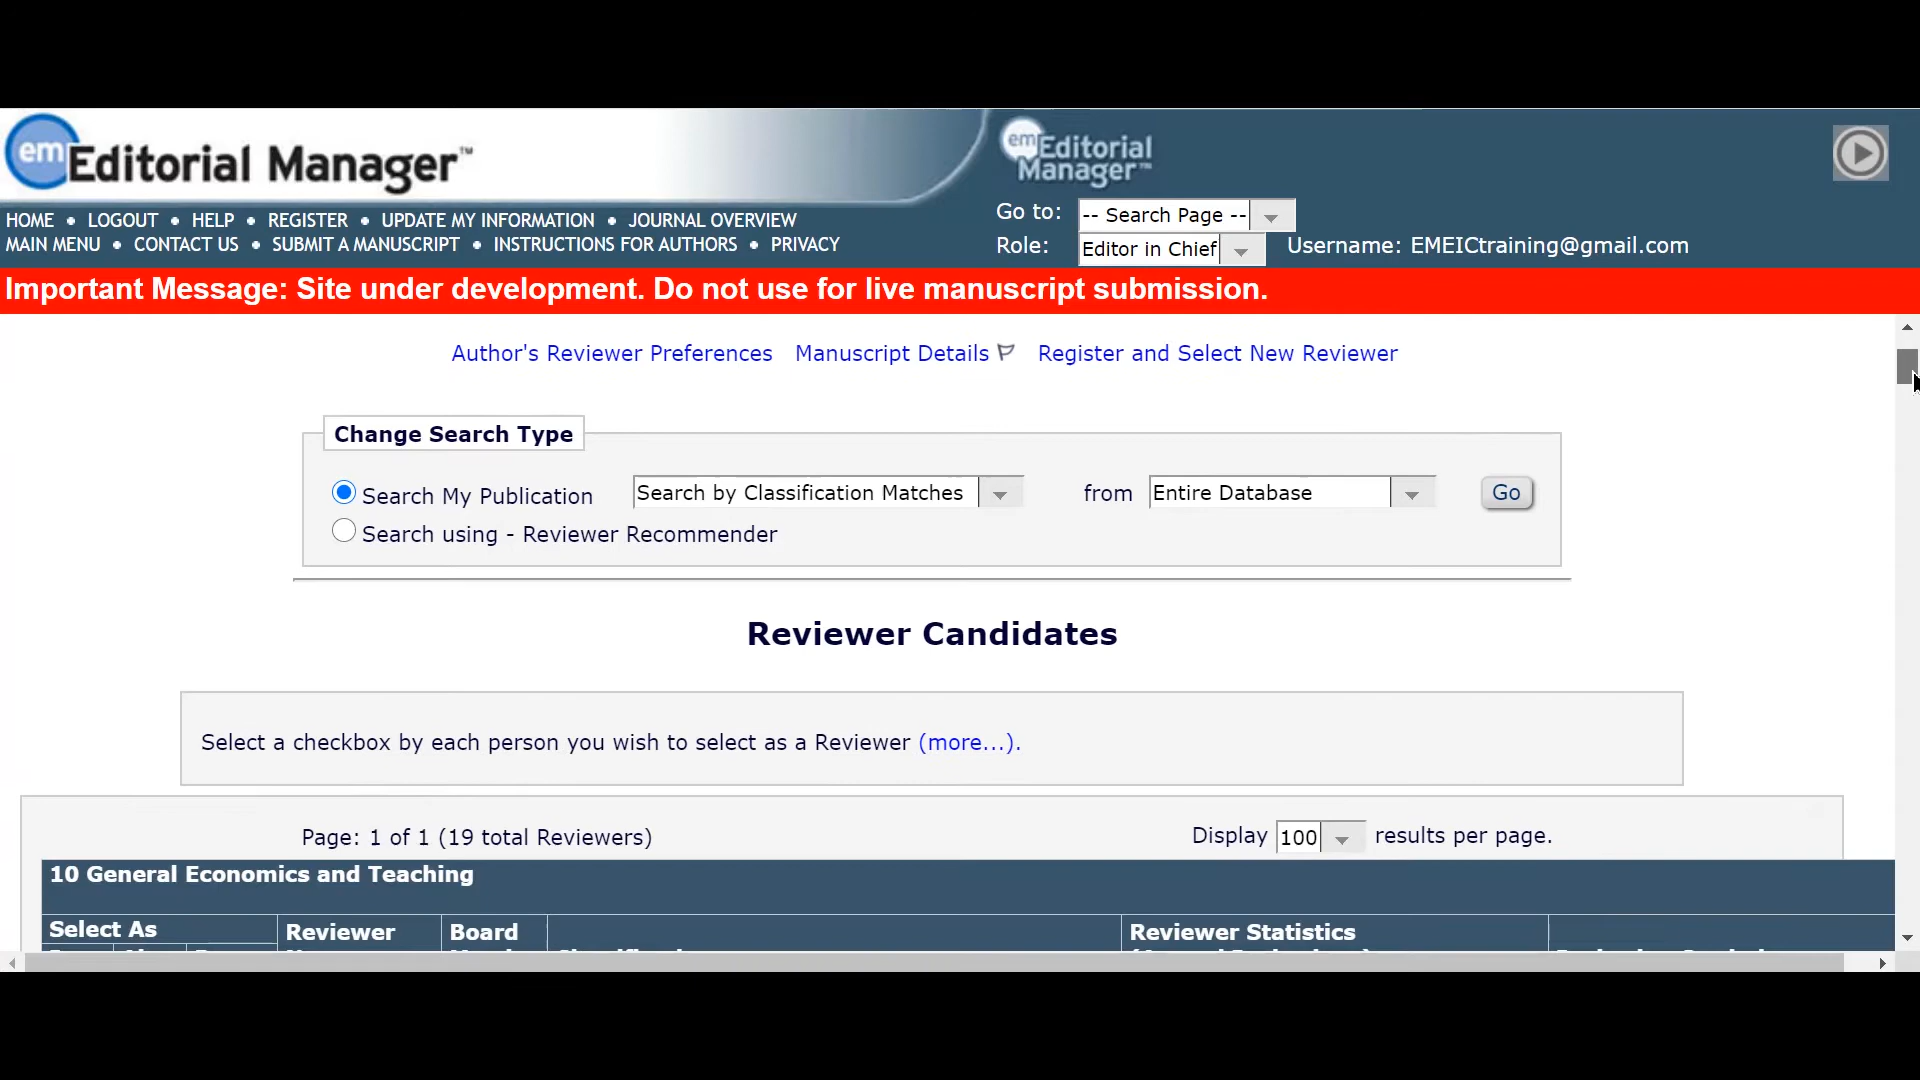 em Editorial Manager™
em Editorial Manager™
HOME • LOGOUT • HELP • REGISTER • UPDATE MY INFORMATION • JOURNAL OVERVIEW
MAIN MENU • CONTACT US • SUBMIT A MANUSCRIPT • INSTRUCTIONS FOR AUTHORS • PRIVACY
Go to: -- Search Page --
Role: Editor in Chief Username: EMEICtraining@gmail.com
Important Message: Site under development. Do not use for live manuscript submission.
Author's Reviewer Preferences Manuscript Details Register and Select New Reviewer
Change Search Type
Search My Publication Search by Classification Matches from Entire Database Go
Search using - Reviewer Recommender
Reviewer Candidates
Select a checkbox by each person you wish to select as a Reviewer (more...).
Page: 1 of 1 (19 total Reviewers) Display 100 results per page.
10 General Economics and Teaching
Select As Reviewer Board Reviewer Statistics